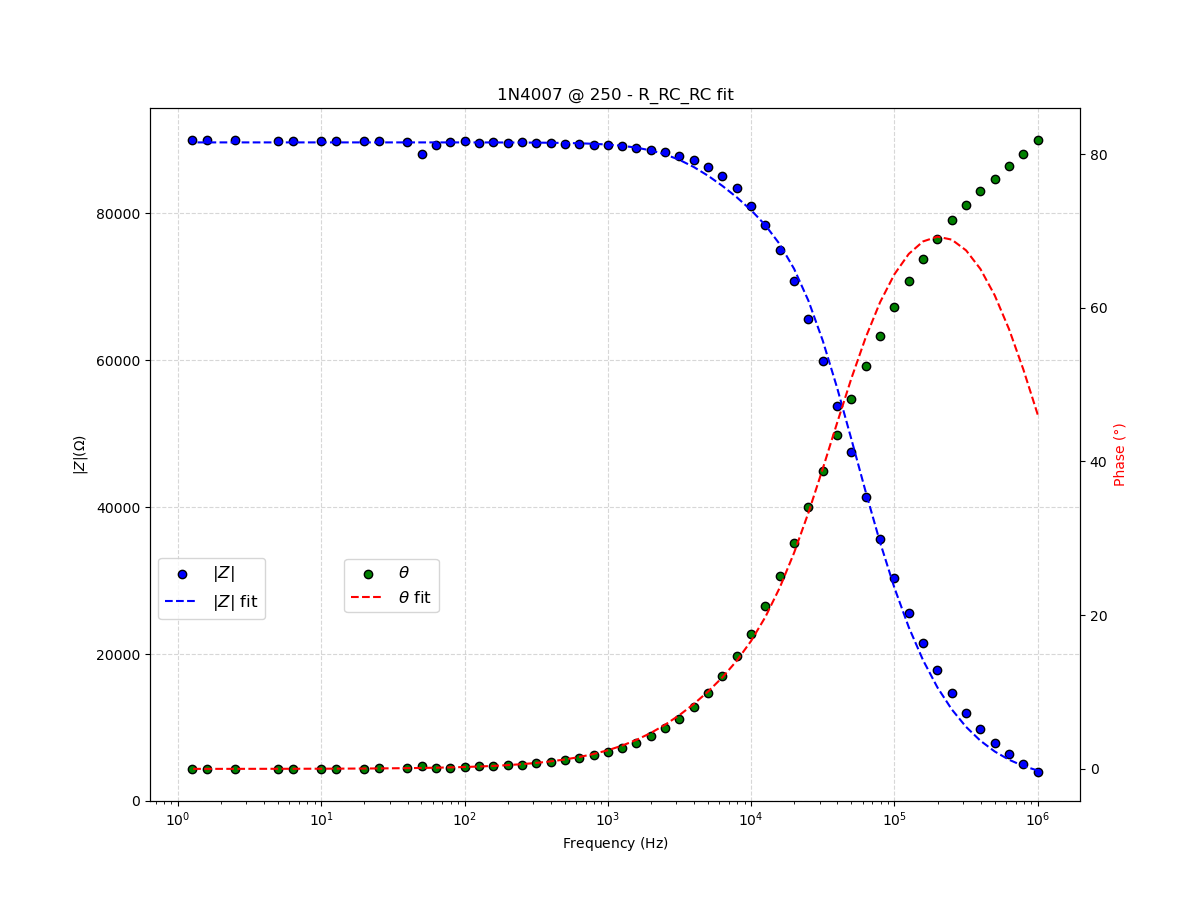 1N4007 @ 250 - R_RC_RC fit
80000
60000
40000
20000
0
|Z|(Ω)
80
60
40
20
0
Phase (°)
|Z|
|Z| fit
θ
θ fit
10⁰ 10¹ 10² 10³ 10⁴ 10⁵ 10⁶
Frequency (Hz)